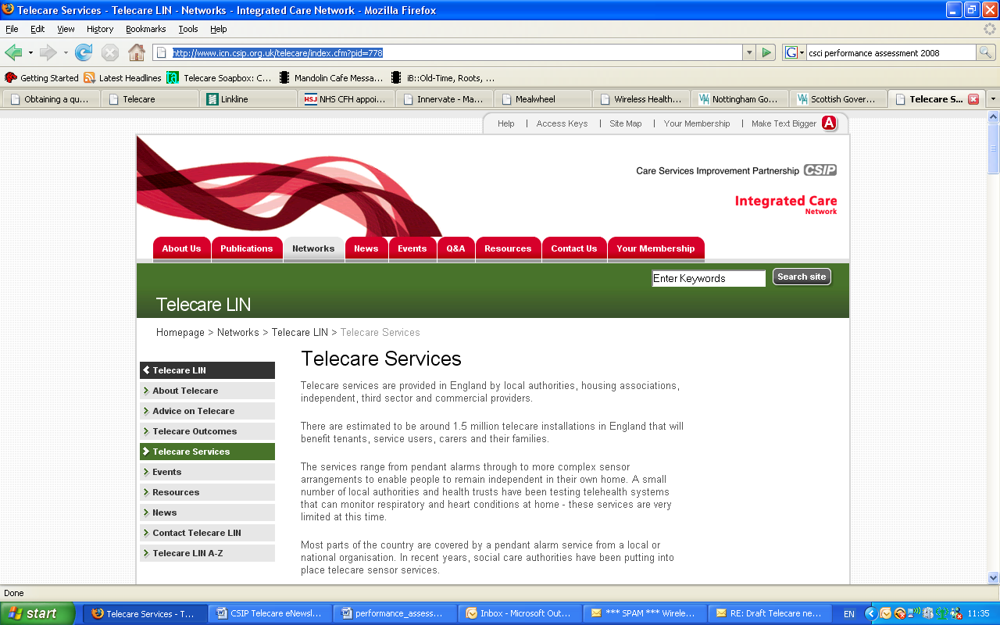 Telecare Services - Telecare LIN - Networks - Integrated Care Network - Mozilla Firefox
File Edit View History Bookmarks Tools Help
http://www.icn.csip.org.uk/telecare/index.cfm?pid=778
G csci performance assessment 2008
Getting Started Latest Headlines Telecare Soapbox: C... Mandolin Cafe Messa... iB::Old-Time, Roots, ...
Obtaining a qu... Telecare Linkline HSJ NHS CFH appoi... Innervate - Ma... Mealwheel Wireless Health... Nottingham Go... Scottish Gover... Telecare S...
Help | Access Keys | Site Map | Your Membership | Make Text Bigger A
Care Services Improvement Partnership CSIP
Integrated Care
Network
About Us Publications Networks News Events Q&A Resources Contact Us Your Membership
Enter Keywords Search site
Telecare LIN
Homepage > Networks > Telecare LIN > Telecare Services
Telecare LIN
About Telecare
Advice on Telecare
Telecare Outcomes
Telecare Services
Events
Resources
News
Contact Telecare LIN
Telecare LIN A-Z
Telecare Services
Telecare services are provided in England by local authorities, housing associations,
independent, third sector and commercial providers.
There are estimated to be around 1.5 million telecare installations in England that will
benefit tenants, service users, carers and their families.
The services range from pendant alarms through to more complex sensor
arrangements to enable people to remain independent in their own home. A small
number of local authorities and health trusts have been testing telehealth systems
that can monitor respiratory and heart conditions at home - these services are very
limited at this time.
Most parts of the country are covered by a pendant alarm service from a local or
national organisation. In recent years, social care authorities have been putting into
place telecare sensor services.
Done
start Telecare Services - T... CSIP Telecare eNewsl... performance_assess... Inbox - Microsoft Out... *** SPAM *** Wirele... RE: Draft Telecare ne... EN 11:35